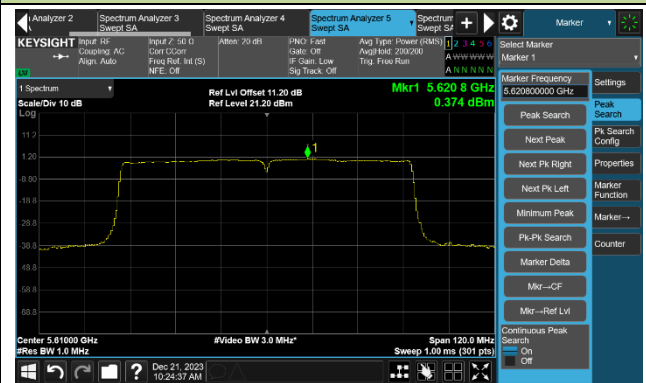 Analyzer 2
Swept SA
Spectrum Analyzer 3
Swept SA
Spectrum Analyzer 4
Swept SA
Spectrum Analyzer 5
Swept SA
Spectrum
Swept SA
Marker
KEYSIGHT
Input: RF
Coupling: AC
Align: Auto
Input Z: 50 Ω
Corr CCorr
Freq Ref: Int (S)
NFE: Off
Atten: 20 dB
PNO: Fast
Gate: Off
IF Gain: Low
Sig Track: Off
Avg Type: Power (RMS)
Avg|Hold: 200/200
Trig: Free Run
1 2 3 4 5 6
A W W W W W
A N N N N N
Select Marker
Marker 1
1 Spectrum
Scale/Div 10 dB
Log
Ref Lvl Offset 11.20 dB
Ref Level 21.20 dBm
Mkr1 5.620 8 GHz
0.374 dBm
11.2
1.20
-8.80
-18.8
-28.8
-38.8
-48.8
-58.8
-68.8
1
Center 5.61000 GHz
#Res BW 1.0 MHz
#Video BW 3.0 MHz*
Span 120.0 MHz
Sweep 1.00 ms (301 pts)
Marker Frequency
5.620800000 GHz
Peak Search
Next Peak
Next Pk Right
Next Pk Left
Minimum Peak
Pk-Pk Search
Marker Delta
Mkr→CF
Mkr→Ref Lvl
Continuous Peak
Search
On
Off
Settings
Peak
Search
Pk Search
Config
Properties
Marker
Function
Marker→
Counter
Dec 21, 2023
10:24:37 AM